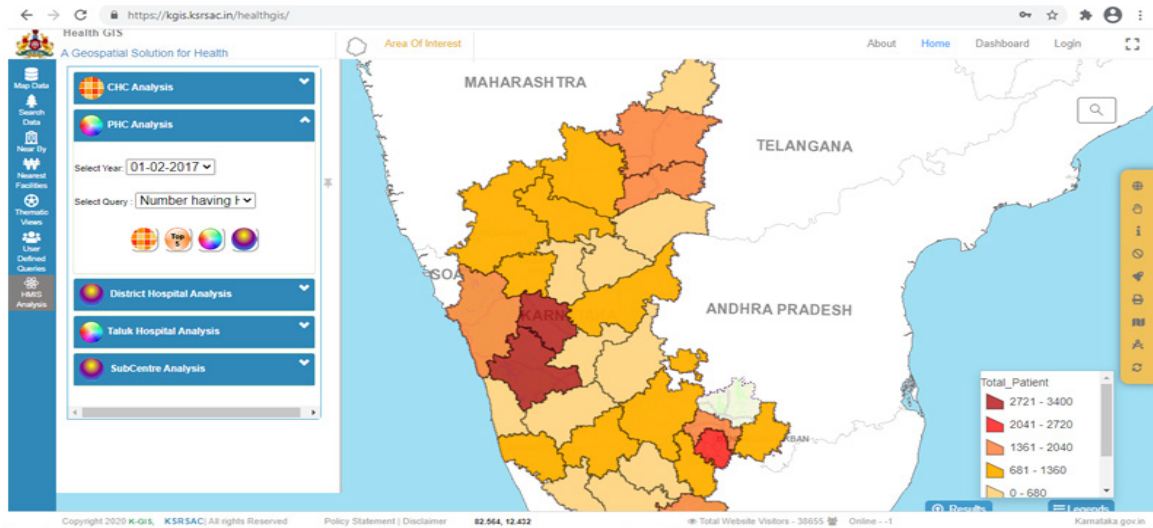 https://kgis.ksrsac.in/healthgis/
Health GIS
A Geospatial Solution for Health
Area Of Interest
About Home Dashboard Login
Map Data
Search
Data
Near By
Nearest
Facilities
Thematic
Views
User
Defined
Queries
HMIS
Analysis
CHC Analysis
PHC Analysis
Select Year: 01-02-2017
Select Query : Number having H
Top
5
District Hospital Analysis
Taluk Hospital Analysis
SubCentre Analysis
MAHARASHTRA
TELANGANA
GOA
KARNATAKA
ANDHRA PRADESH
Total_Patient
2721 - 3400
2041 - 2720
1361 - 2040
681 - 1360
0 - 680
Results
Legends
Copyright 2020 K-GIS, KSRSAC| All rights Reserved
Policy Statement | Disclaimer
82.564, 12.432
Total Website Visitors - 38655
Online - -1
Karnataka.gov.in